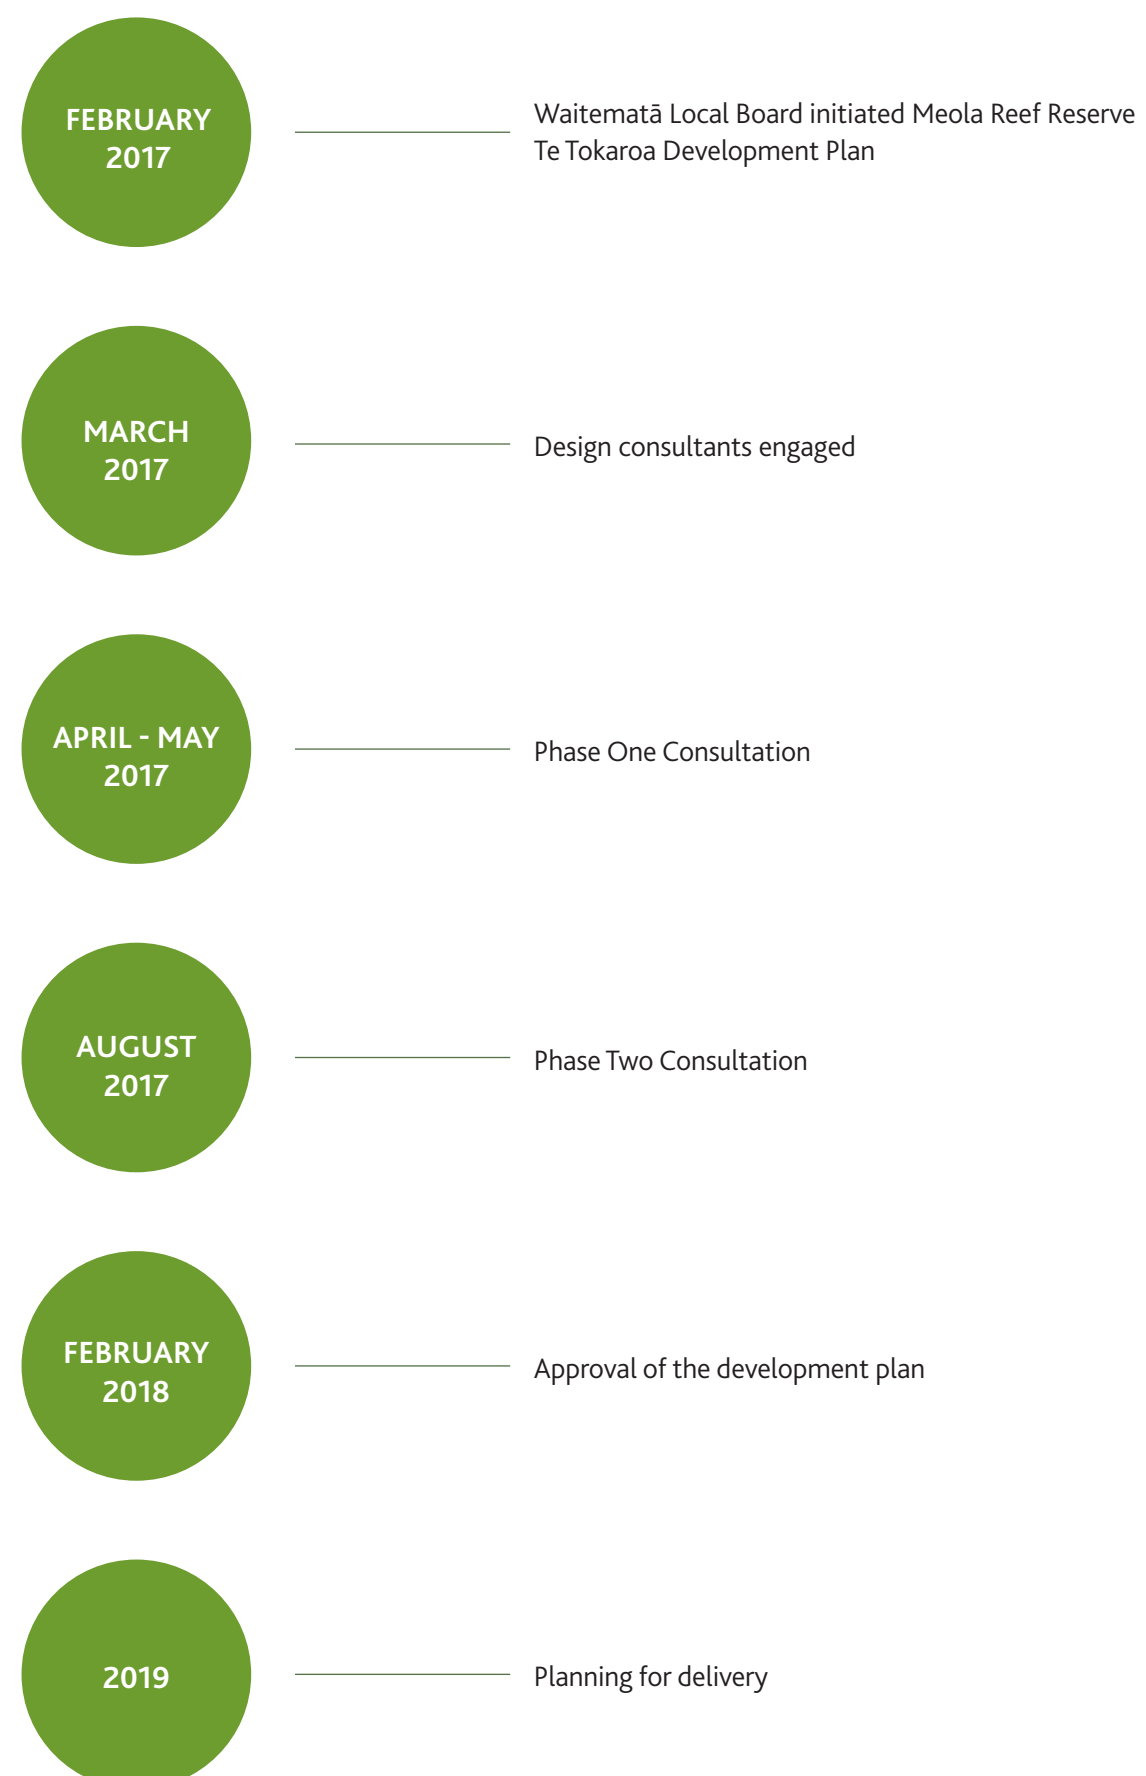 FEBRUARY
2017
Waitematā Local Board initiated Meola Reef Reserve
Te Tokaroa Development Plan
MARCH
2017
Design consultants engaged
APRIL - MAY
2017
Phase One Consultation
AUGUST
2017
Phase Two Consultation
FEBRUARY
2018
Approval of the development plan
2019
Planning for delivery